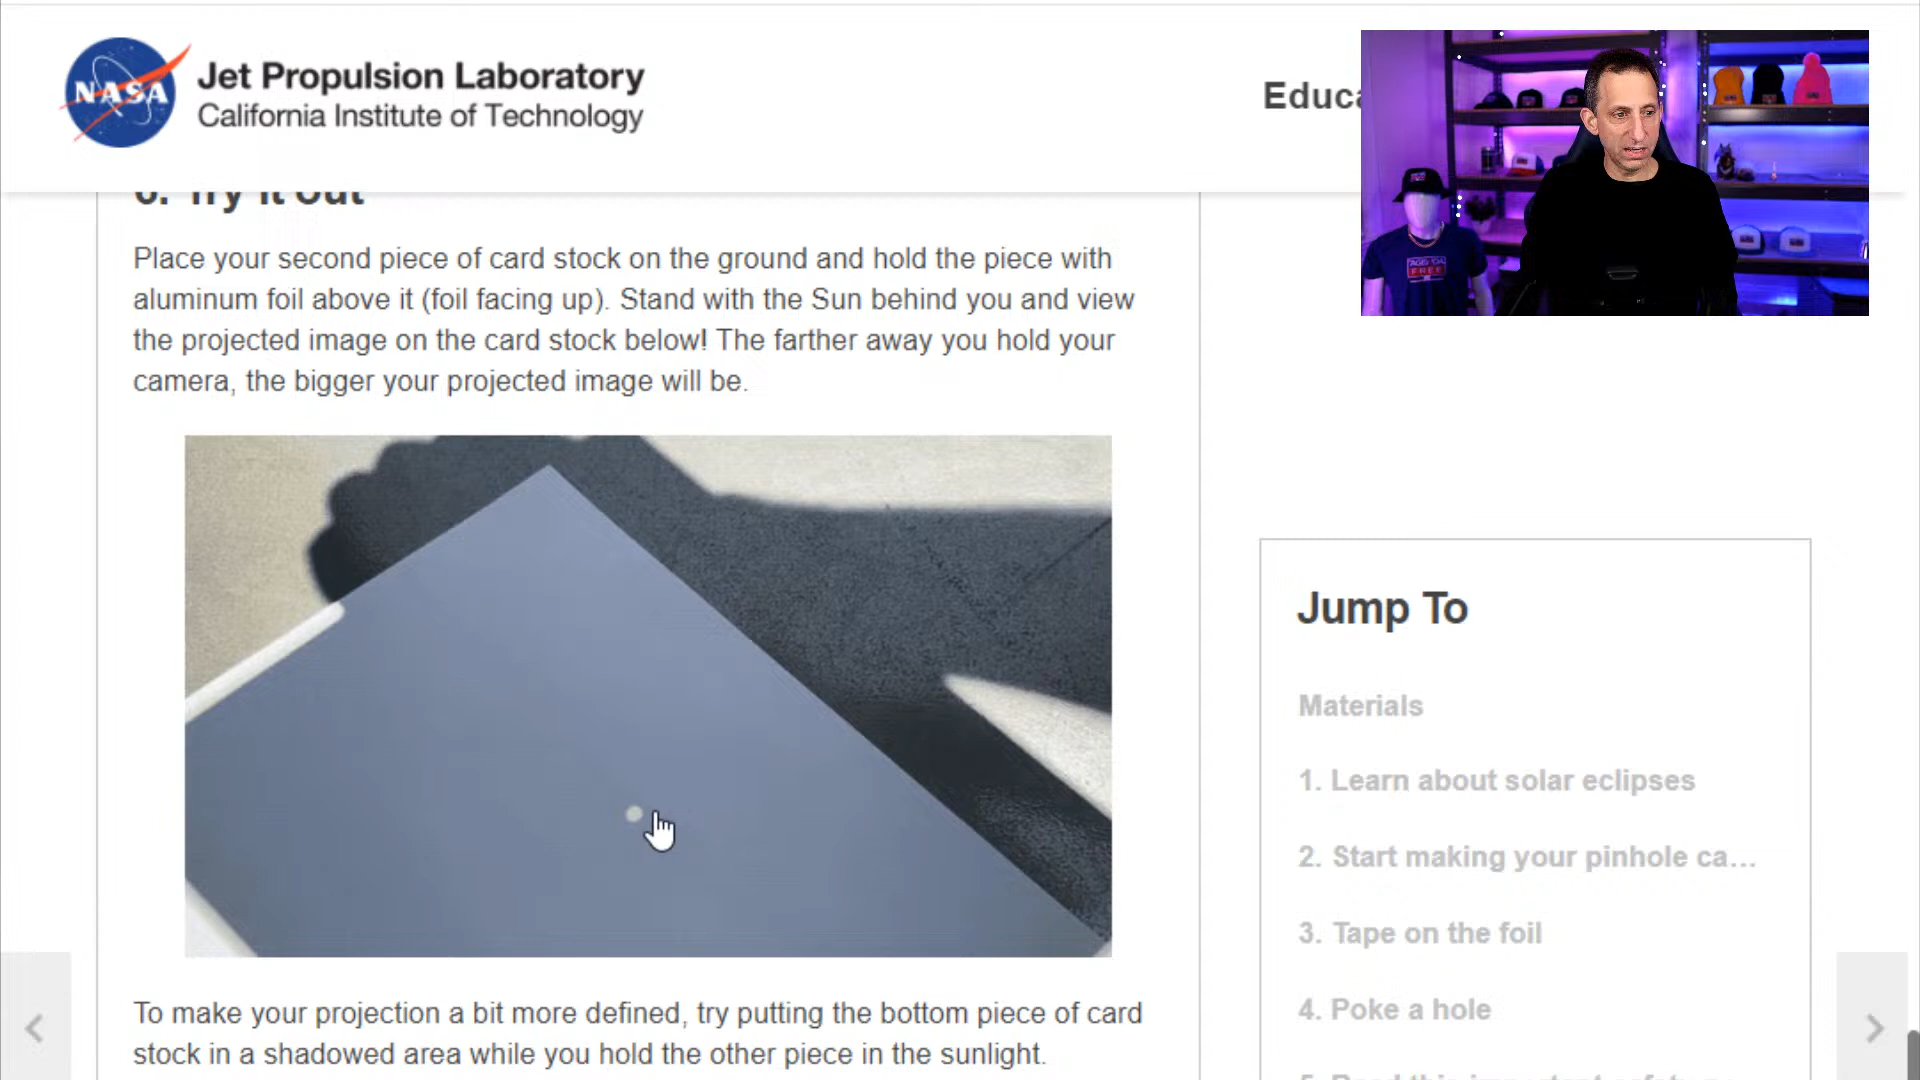 NASA
Jet Propulsion Laboratory
California Institute of Technology
6. Try it out
Place your second piece of card stock on the ground and hold the piece with
aluminum foil above it (foil facing up). Stand with the Sun behind you and view
the projected image on the card stock below! The farther away you hold your
camera, the bigger your projected image will be.
To make your projection a bit more defined, try putting the bottom piece of card
stock in a shadowed area while you hold the other piece in the sunlight.
Educa
FREE
Jump To
Materials
1. Learn about solar eclipses
2. Start making your pinhole ca...
3. Tape on the foil
4. Poke a hole